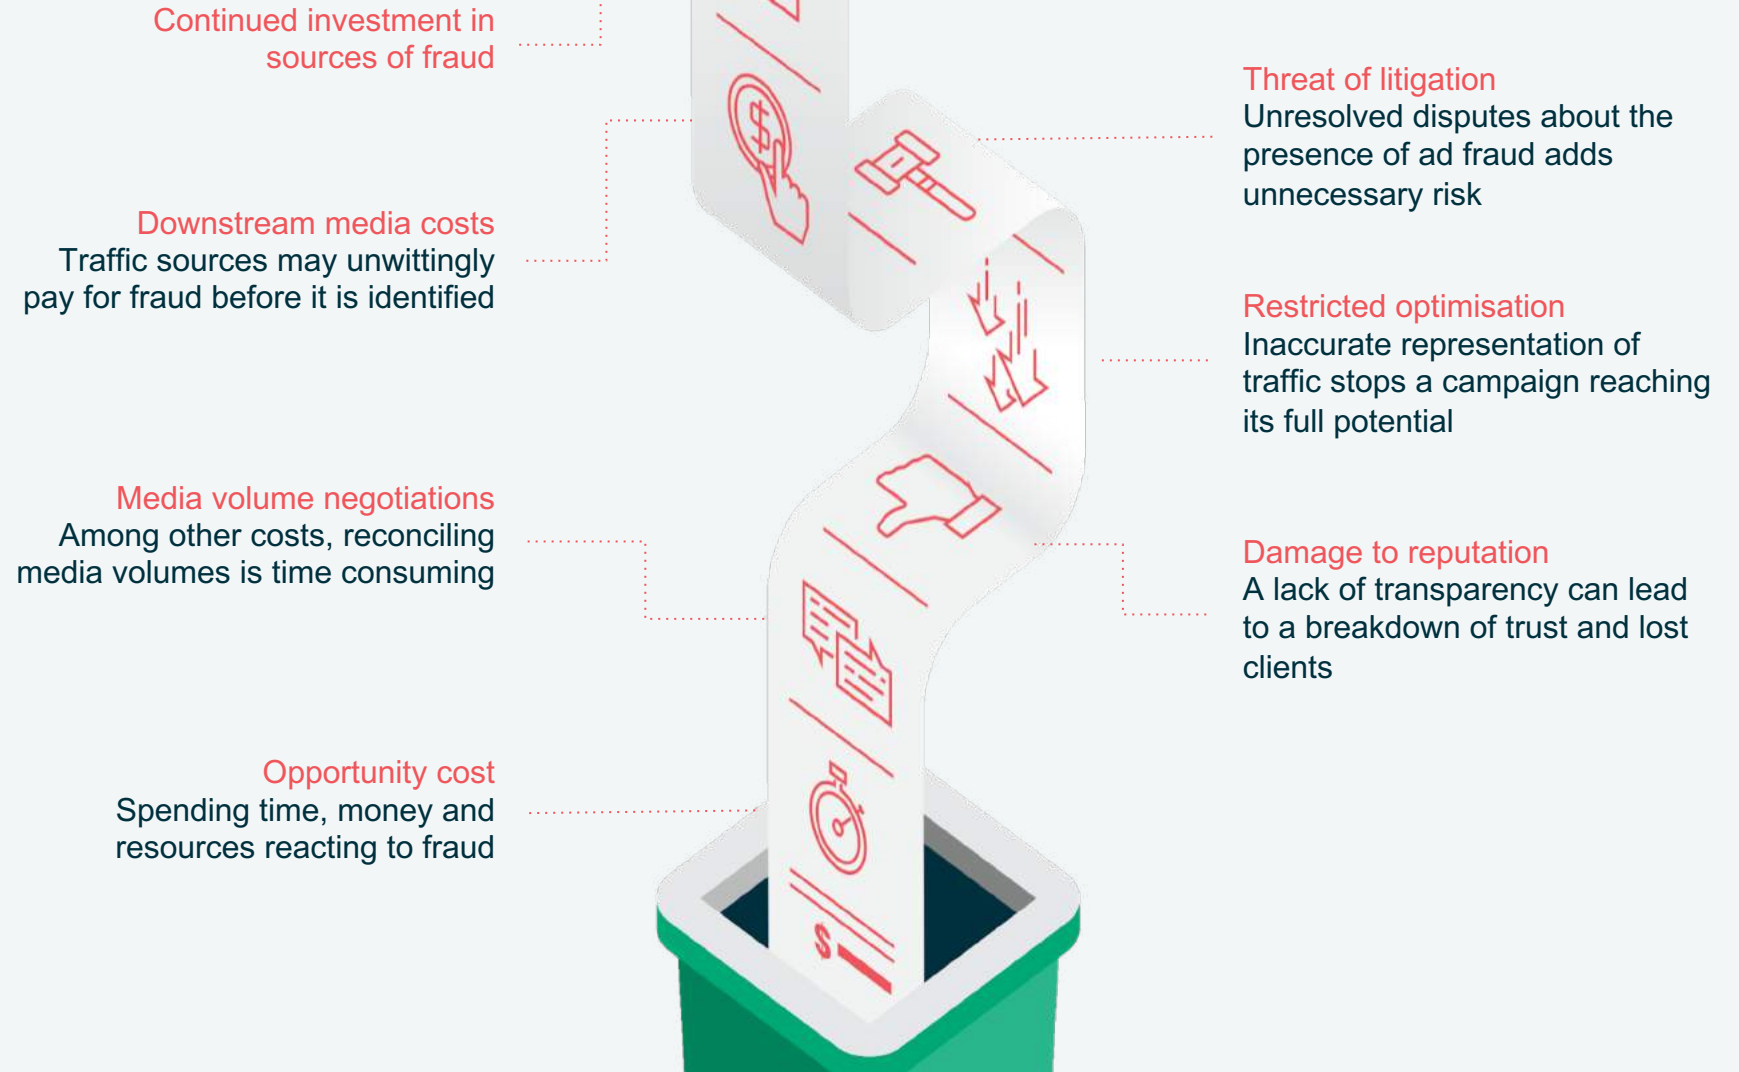 Continued investment in
sources of fraud
Downstream media costs
Traffic sources may unwittingly
pay for fraud before it is identified
Media volume negotiations
Among other costs, reconciling
media volumes is time consuming
Opportunity cost
Spending time, money and
resources reacting to fraud
$
$
Threat of litigation
Unresolved disputes about the
presence of ad fraud adds
unnecessary risk
Restricted optimisation
Inaccurate representation of
traffic stops a campaign reaching
its full potential
Damage to reputation
A lack of transparency can lead
to a breakdown of trust and lost
clients